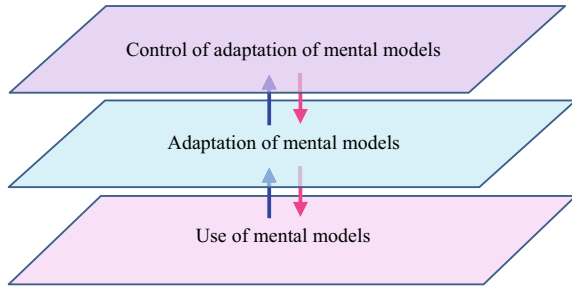 Control of adaptation of mental models
Adaptation of mental models
Use of mental models